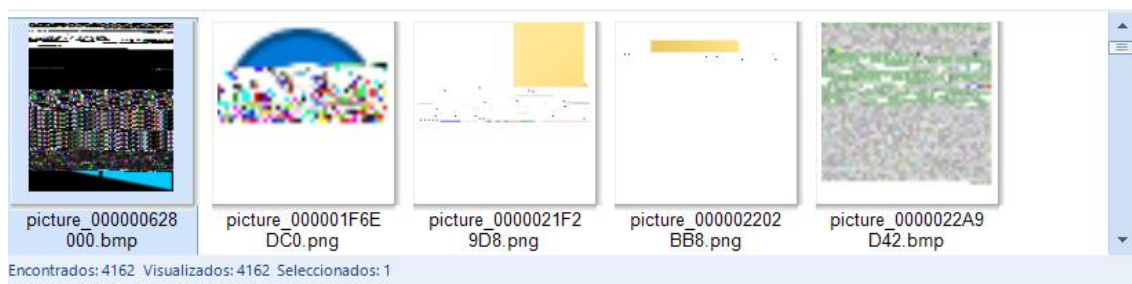 picture_000000628
000.bmp
picture_000001F6E
DC0.png
picture_0000021F2
9D8.png
picture_000002202
BB8.png
picture_0000022A9
D42.bmp
Encontrados: 4162 Visualizados: 4162 Seleccionados: 1